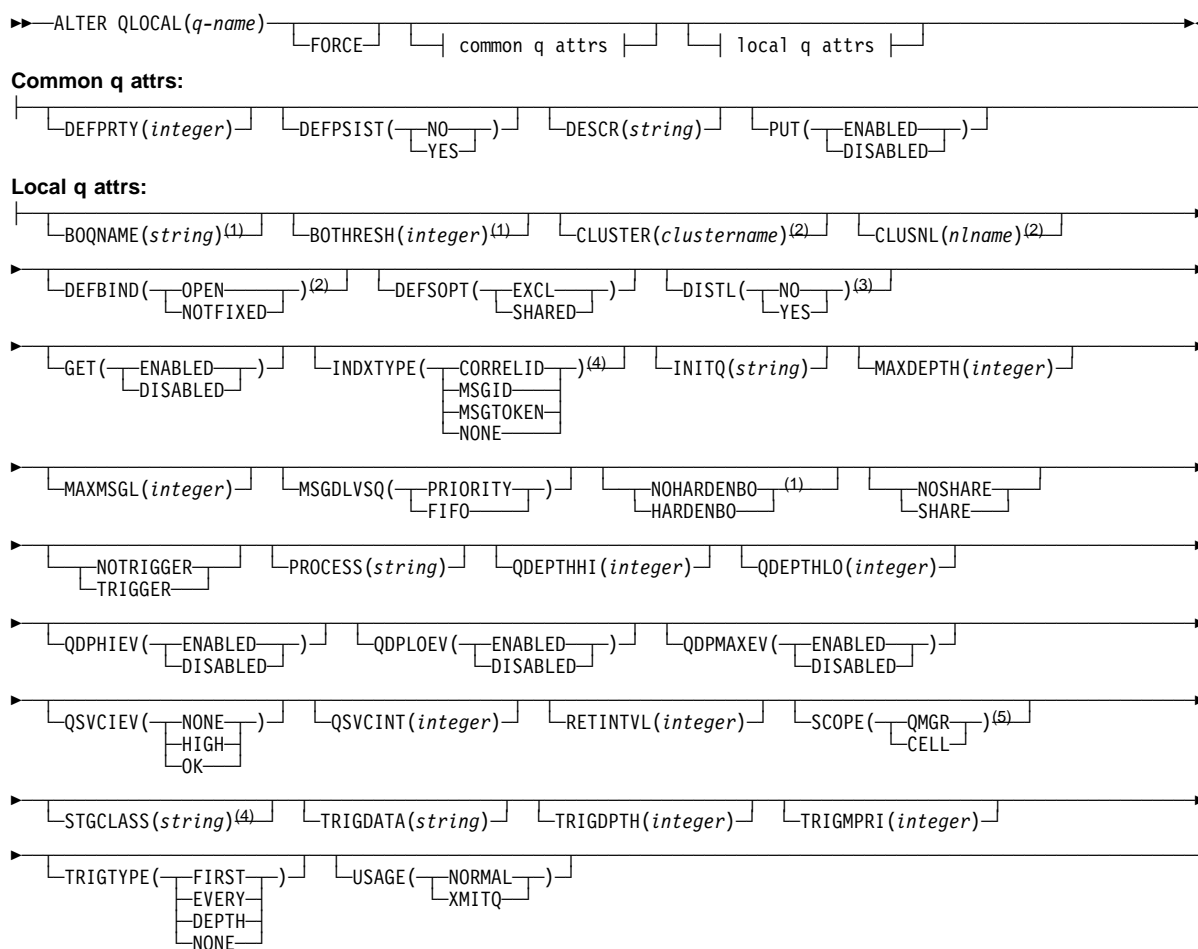 ALTER QLOCAL(q-name)
FORCE common q attrs local q attrs
Common q attrs:
DEFPRTY(integer) DEFPSIST( NO ) DESCR(string) PUT( ENABLED )
YES DISABLED
Local q attrs:
BOQNAME(string)(1) BOTHRESH(integer)(1) CLUSTER(clustername)(2) CLUSNL(nlname)(2)
DEFBIND( OPEN )(2) DEFSOPT( EXCL ) DISTL( NO )(3)
NOTFIXED SHARED YES
GET( ENABLED ) INDXTYPE( CORRELID )(4) INITQ(string) MAXDEPTH(integer)
DISABLED MSGID
MSGTOKEN
NONE
MAXMSGL(integer) MSGDLVSQ( PRIORITY ) NOHARDENBO (1) NOSHARE
FIFO HARDENBO SHARE
NOTRIGGER PROCESS(string) QDEPTHHI(integer) QDEPTHLO(integer)
TRIGGER
QDPHIEV( ENABLED ) QDPLOEV( ENABLED ) QDPMAXEV( ENABLED )
DISABLED DISABLED DISABLED
QSVCIEV( NONE ) QSVCINT(integer) RETINTVL(integer) SCOPE( QMGR )(5)
HIGH CELL
OK
STGCLASS(string)(4) TRIGDATA(string) TRIGDPTH(integer) TRIGMPRI(integer)
TRIGTYPE( FIRST ) USAGE( NORMAL )
EVERY XMITQ
DEPTH
NONE